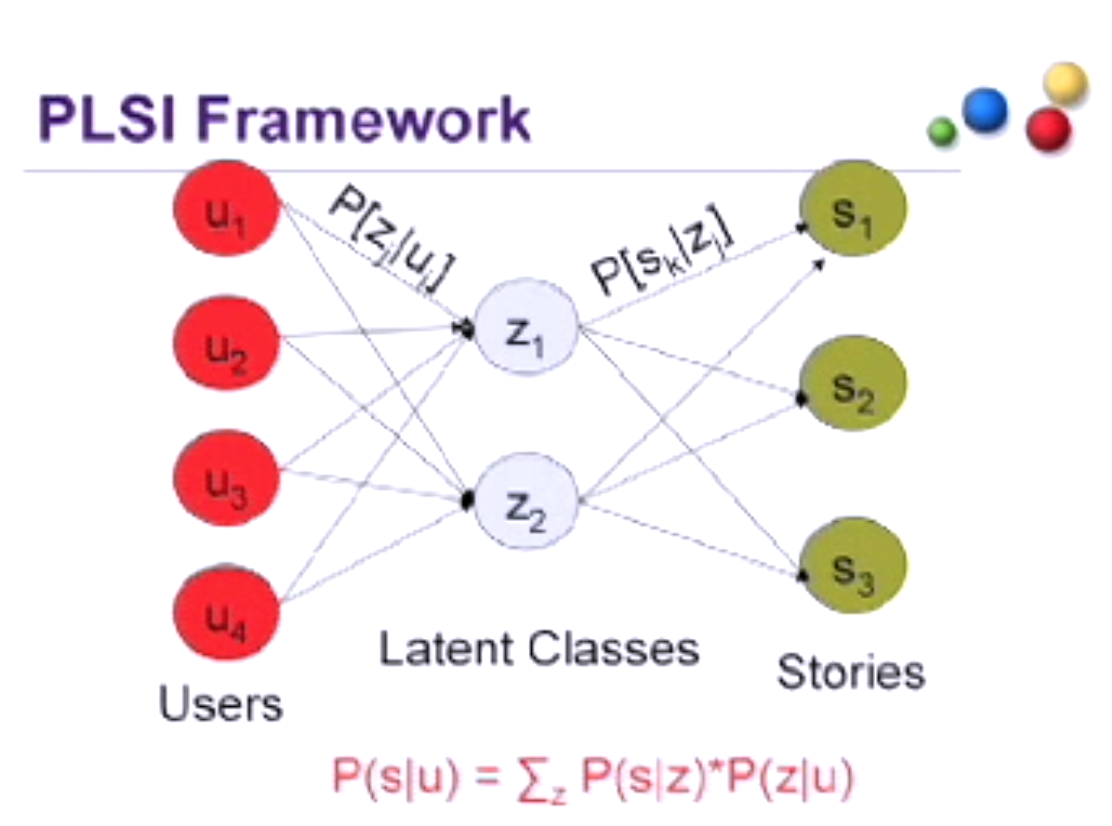 PLSI Framework
u₁
P[zⱼ|uᵢ]
P[sₖ|zⱼ]
s₁
z₁
u₂
s₂
u₃
z₂
s₃
u₄
Latent Classes
Stories
Users
P(s|u) = ∑z P(s|z)*P(z|u)